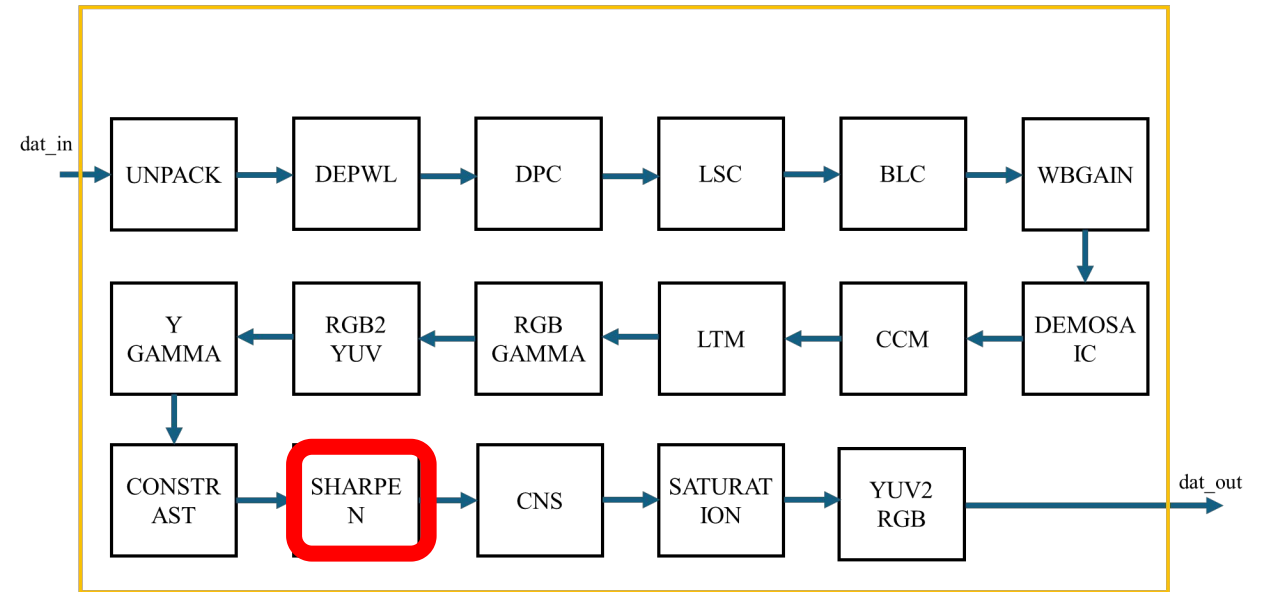 dat_in
UNPACK
DEPWL
DPC
LSC
BLC
WBGAIN
Y
GAMMA
RGB2
YUV
RGB
GAMMA
LTM
CCM
DEMOSA
IC
CONSTR
AST
SHARPE
N
CNS
SATURAT
ION
YUV2
RGB
dat_out